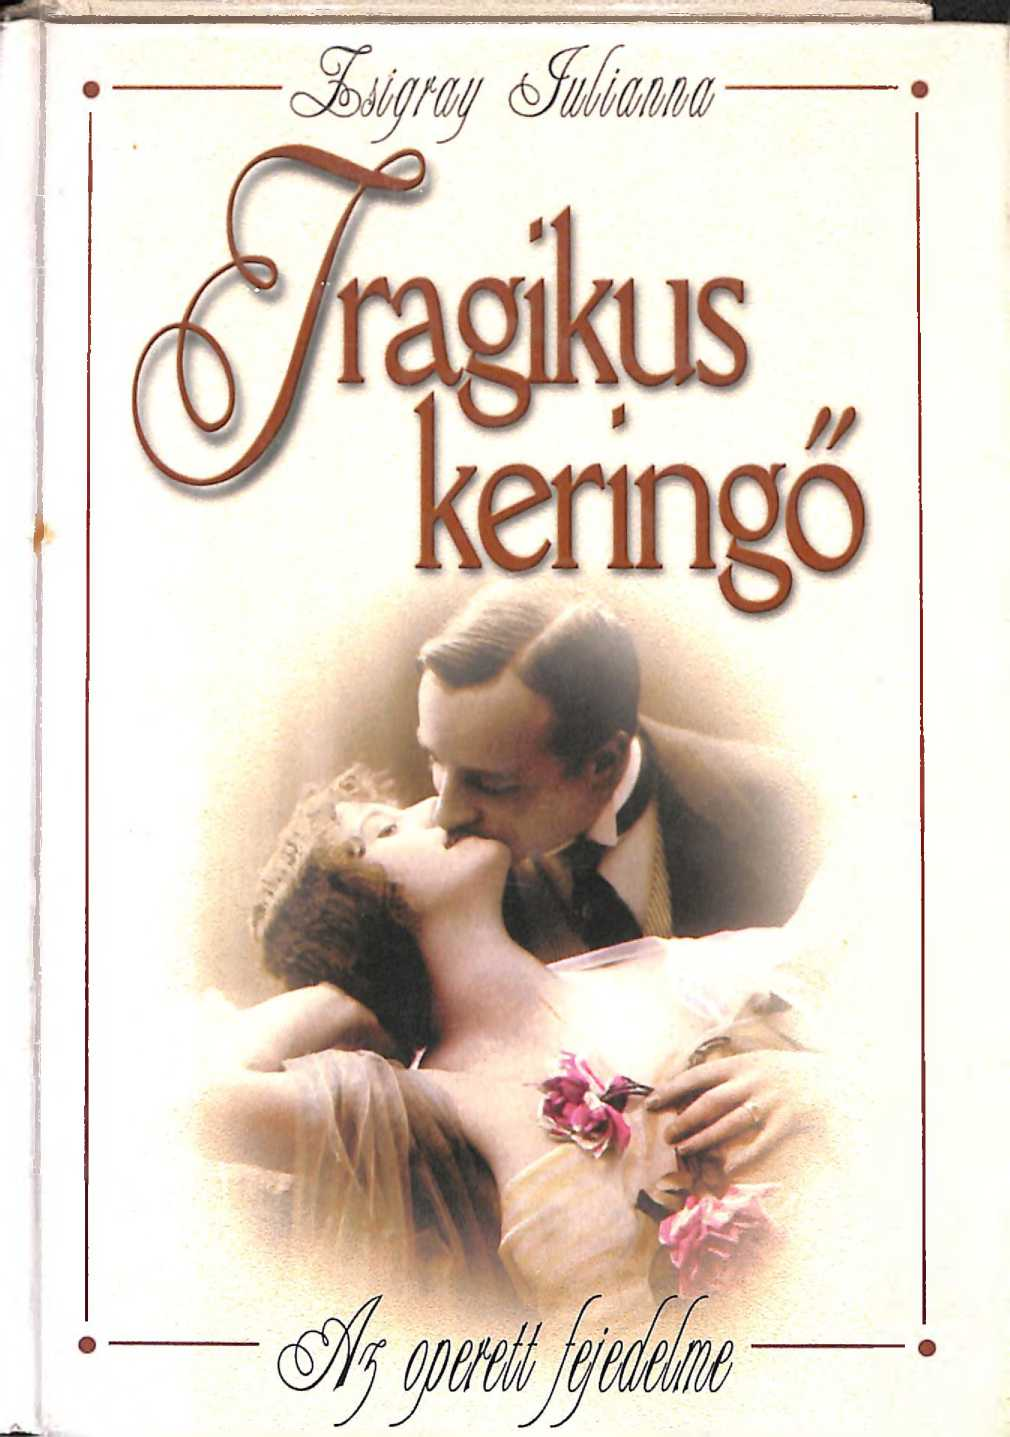 Zsigray Julianna
Tragikus
keringő
Az operett fejedelme